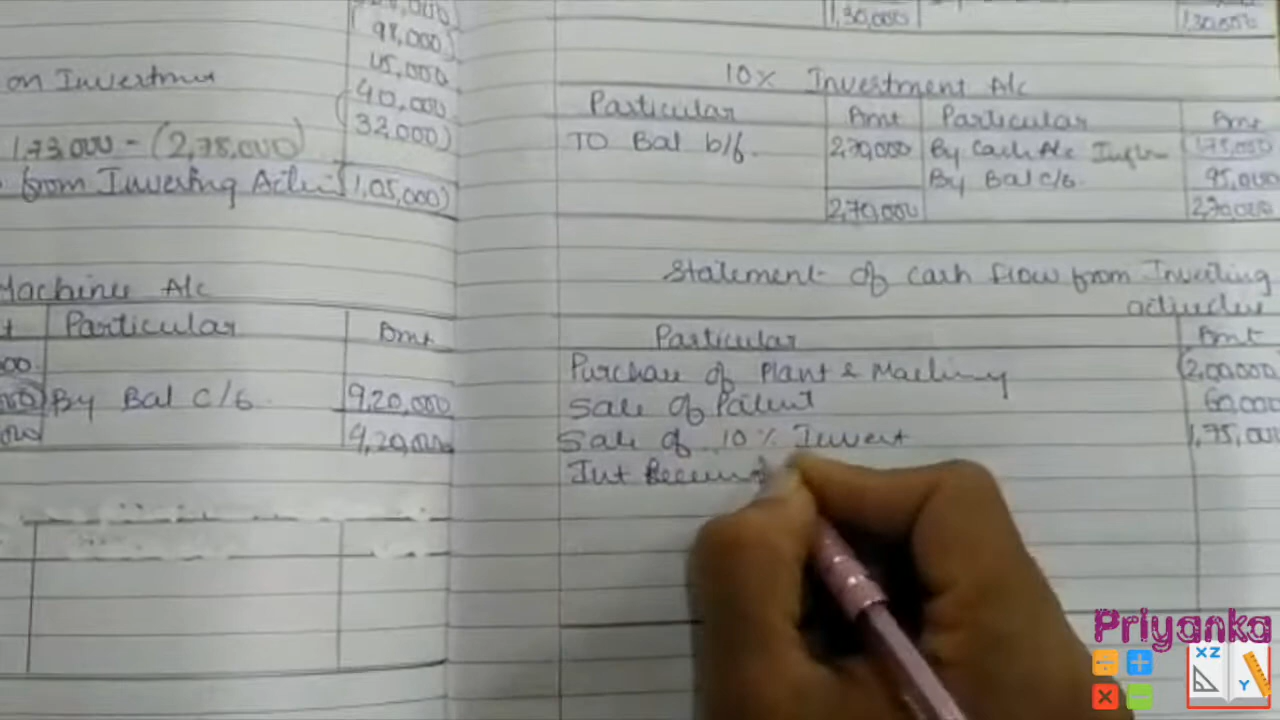 98,000)
on Investment 45,000
(40,000
1,73,000 - (2,78,000) 32,000)
from Investing Activi (1,05,000)
Machinery A/c
Particular Amt
By Bal C/d. 9,20,000
9,20,000
1,30,000 1,30,000
10% Investment A/c
Particular Amt Particular Amt
TO Bal b/f. 2,70,000 By Cash A/c Inflow 1,75,000
By Bal C/d. 95,000
2,70,000 2,70,000
Statement of cash flow from Investing
activities
Particular Amt
Purchase of Plant & Machinery (2,00,000
Sale of Patent 60,000
Sale of 10% Invest 1,75,000
Int Received
Priyanka
XZ
Y